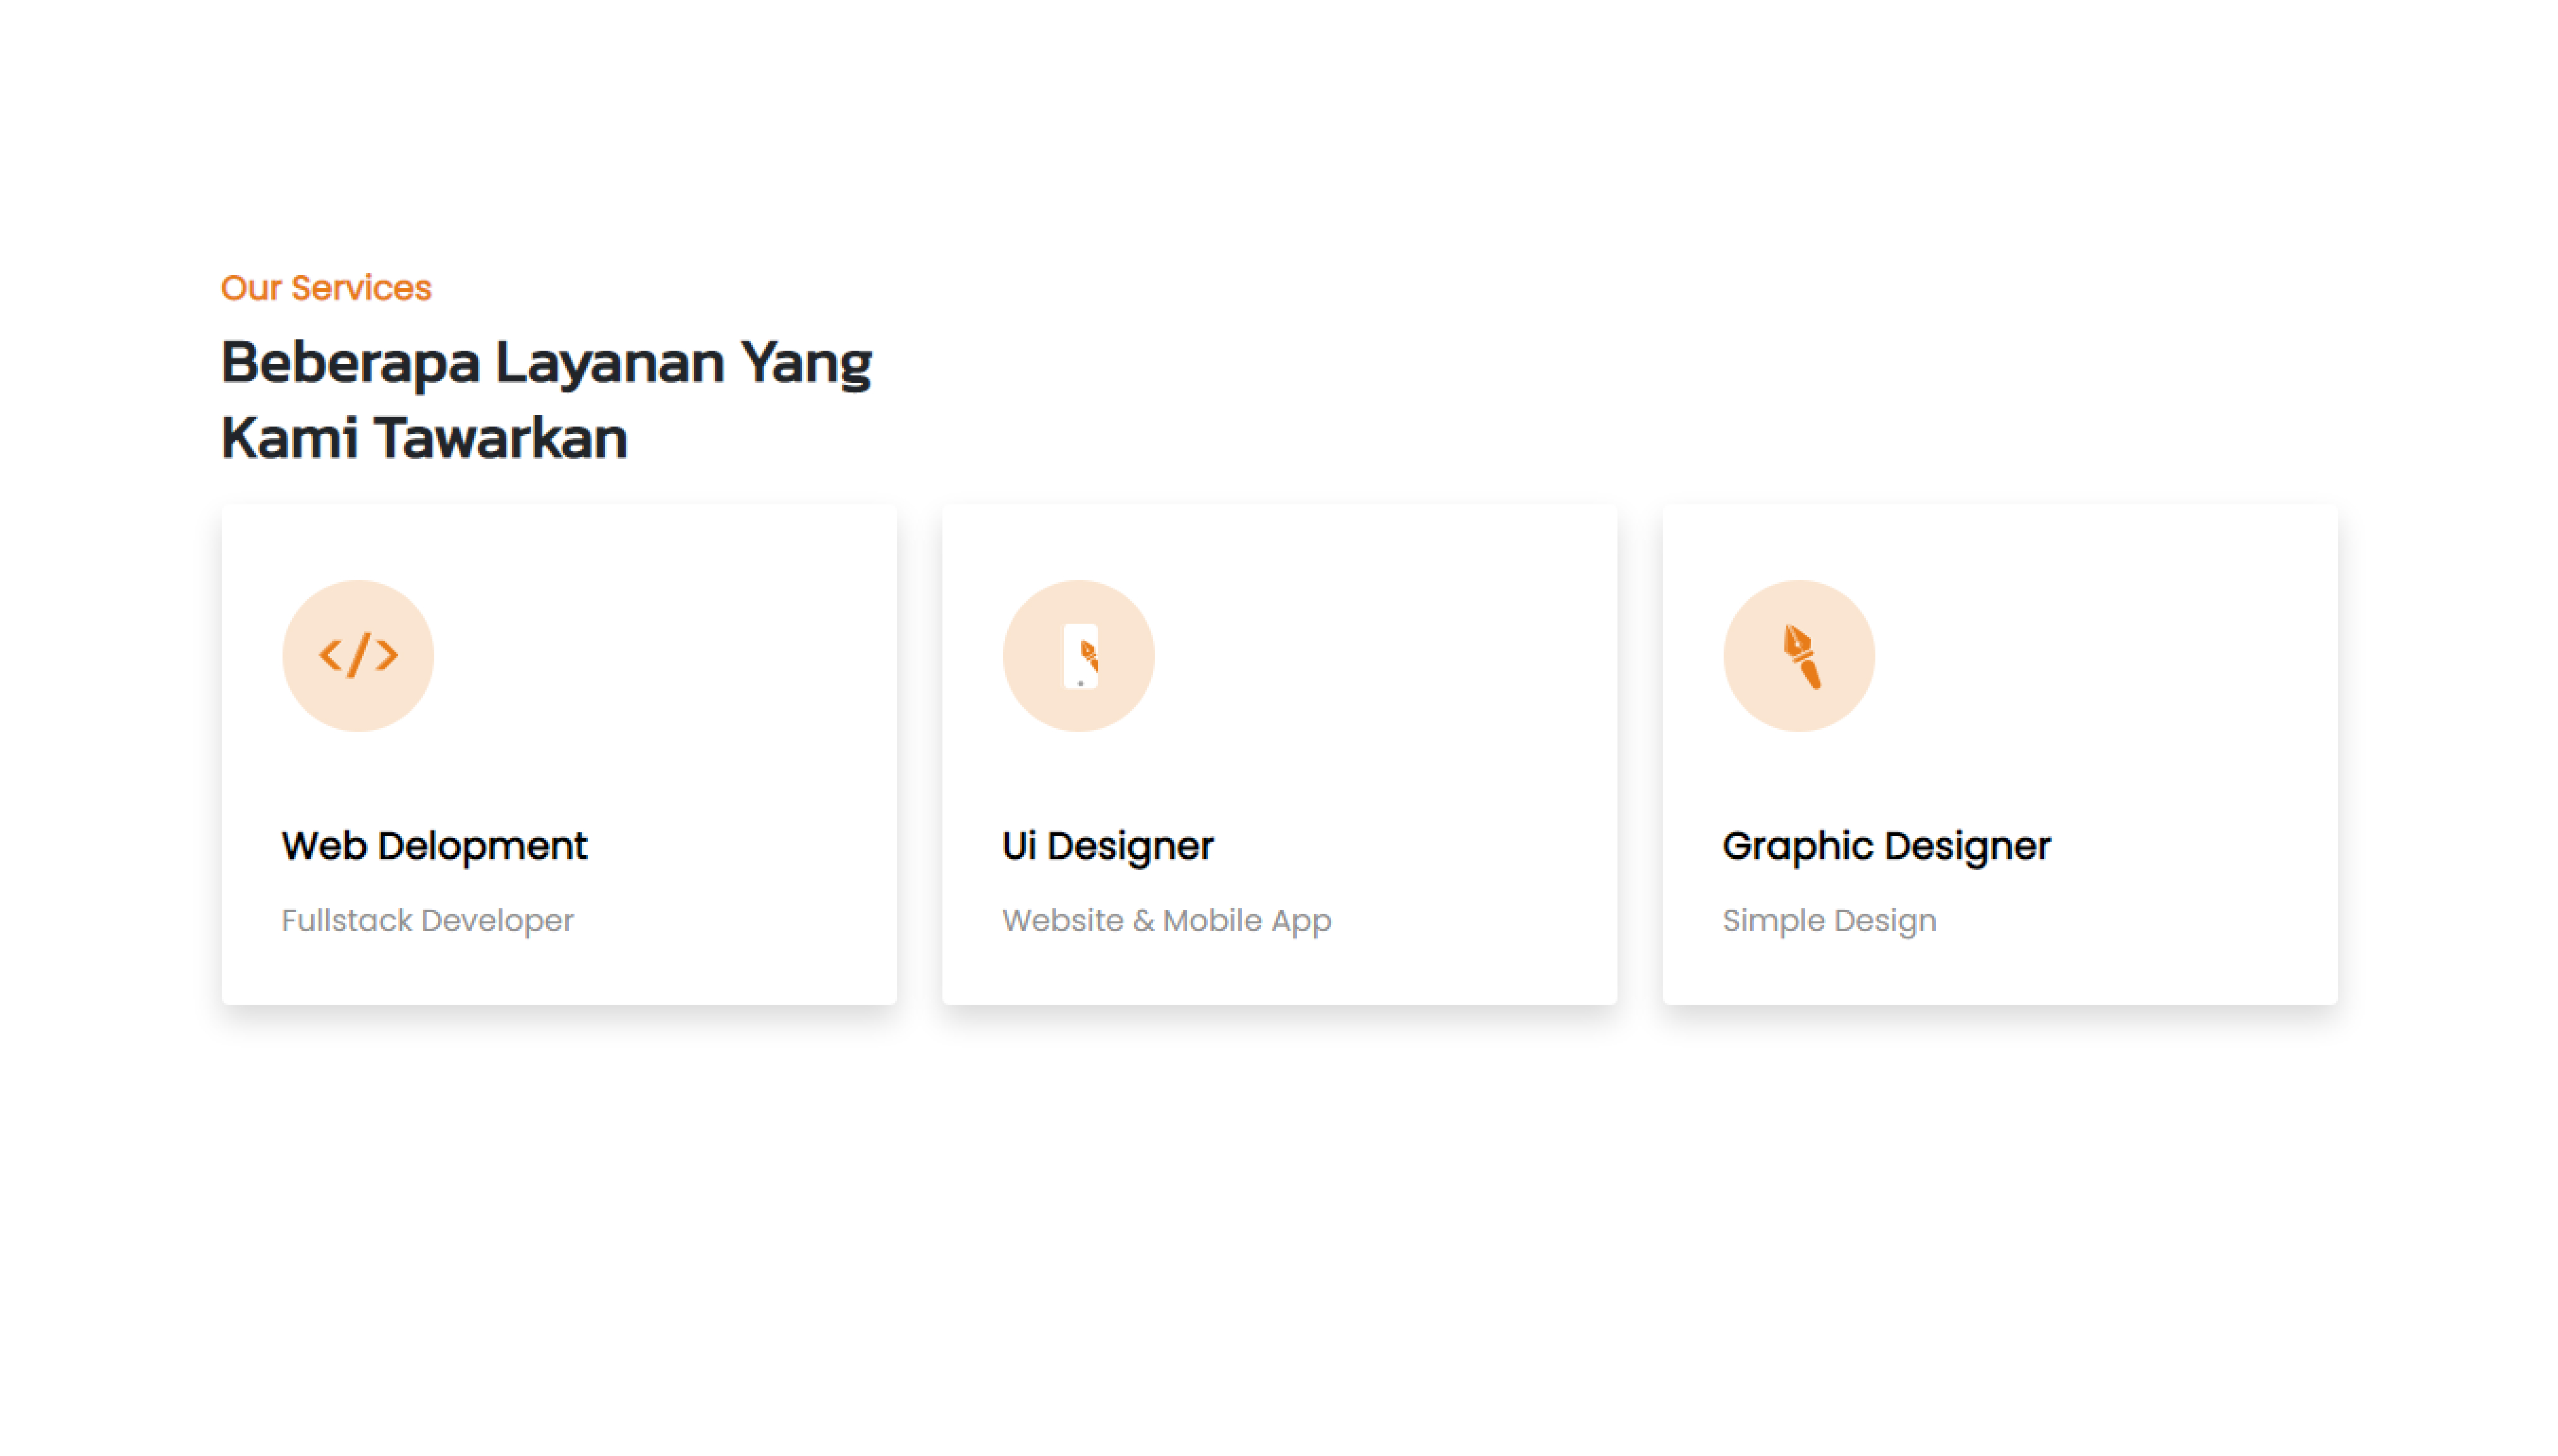 Our Services
Beberapa Layanan Yang
Kami Tawarkan
Web Delopment
Fullstack Developer
Ui Designer
Website & Mobile App
Graphic Designer
Simple Design